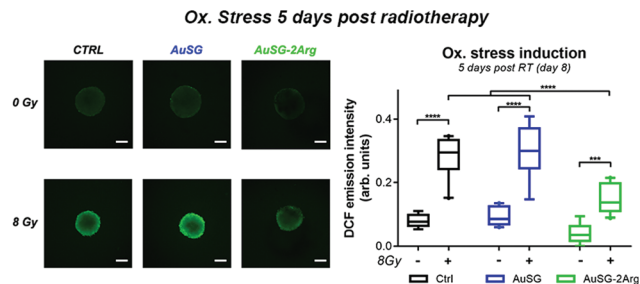 Ox. Stress 5 days post radiotherapy
CTRL AuSG AuSG-2Arg
0 Gy
8 Gy
Ox. stress induction
5 days post RT (day 8)
DCF emission intensity
(arb. units)
0.4
0.2
0.0
**** **** **** ***
8Gy - + - + - +
Ctrl AuSG AuSG-2Arg